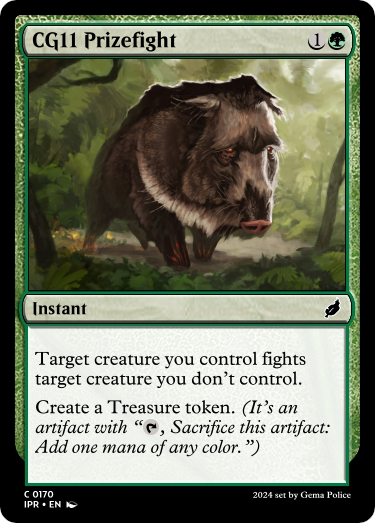 CG11 Prizefight 1
Instant
Target creature you control fights
target creature you don't control.
Create a Treasure token. (It's an
artifact with “, Sacrifice this artifact:
Add one mana of any color.”)
C 0170
IPR • EN
2024 set by Gema Police